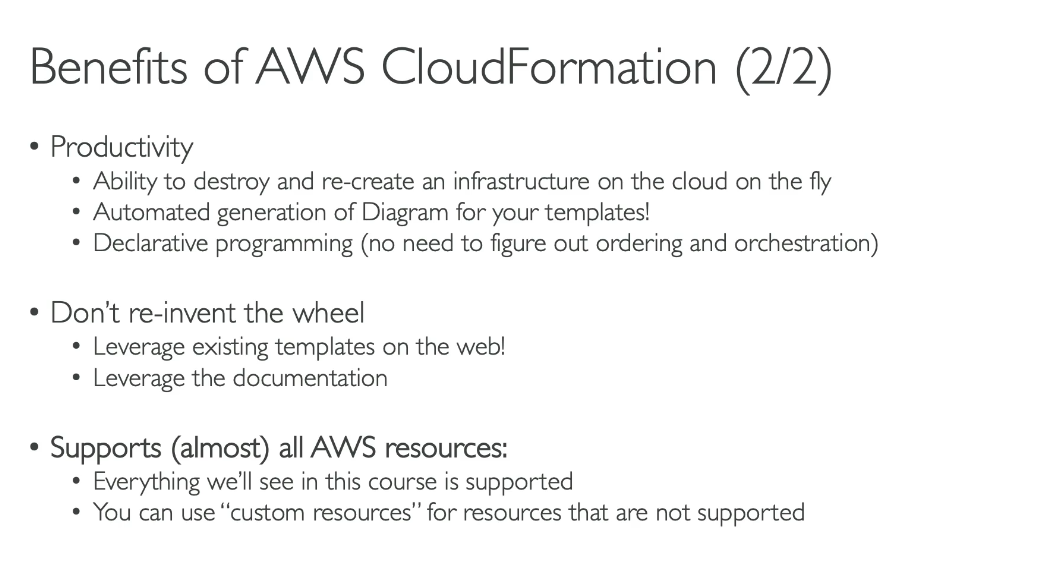 Benefits of AWS CloudFormation (2/2)
• Productivity
• Ability to destroy and re-create an infrastructure on the cloud on the fly
• Automated generation of Diagram for your templates!
• Declarative programming (no need to figure out ordering and orchestration)
• Don’t re-invent the wheel
• Leverage existing templates on the web!
• Leverage the documentation
• Supports (almost) all AWS resources:
• Everything we’ll see in this course is supported
• You can use “custom resources” for resources that are not supported